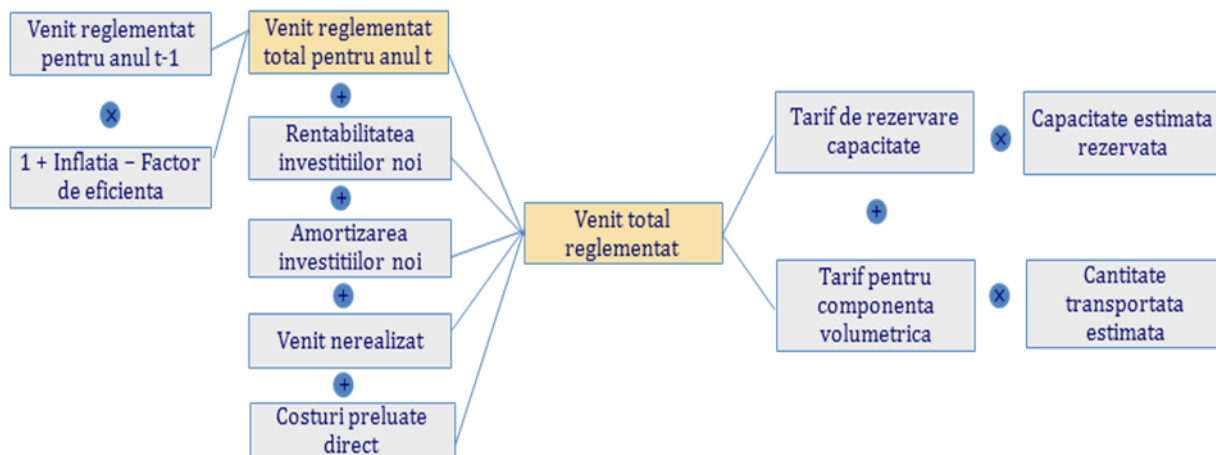 Venit reglementat
pentru anul t-1
x
1 + Inflatia – Factor
de eficienta
Venit reglementat
total pentru anul t
+
Rentabilitatea
investitiilor noi
+
Amortizarea
investitiilor noi
+
Venit nerealizat
+
Costuri preluate
direct
Venit total
reglementat
Tarif de rezervare
capacitate
x
Capacitate estimata
rezervata
+
Tarif pentru
componenta
volumetrica
x
Cantitate
transportata
estimata